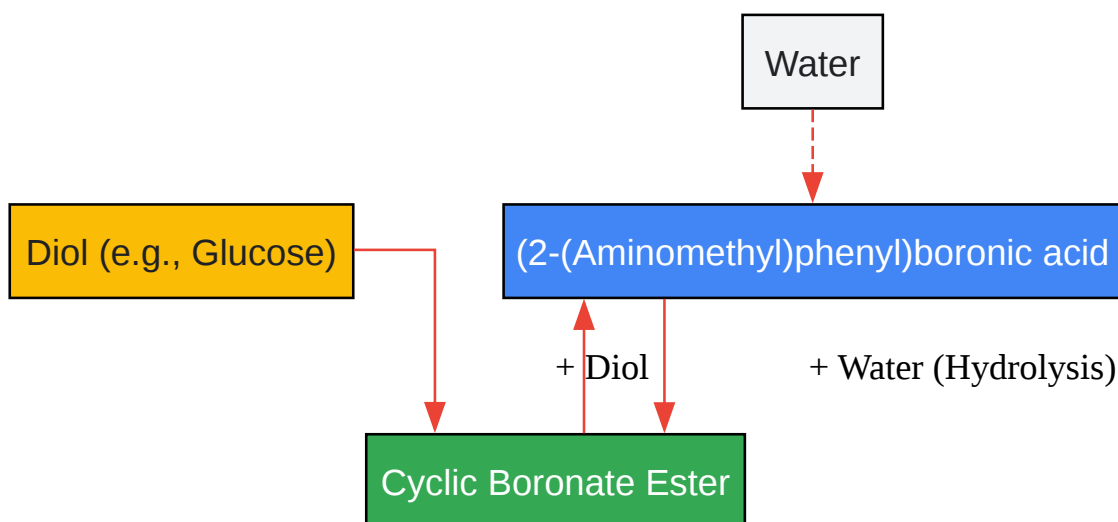 Water
Diol (e.g., Glucose)
(2-(Aminomethyl)phenyl)boronic acid
+ Diol
+ Water (Hydrolysis)
Cyclic Boronate Ester